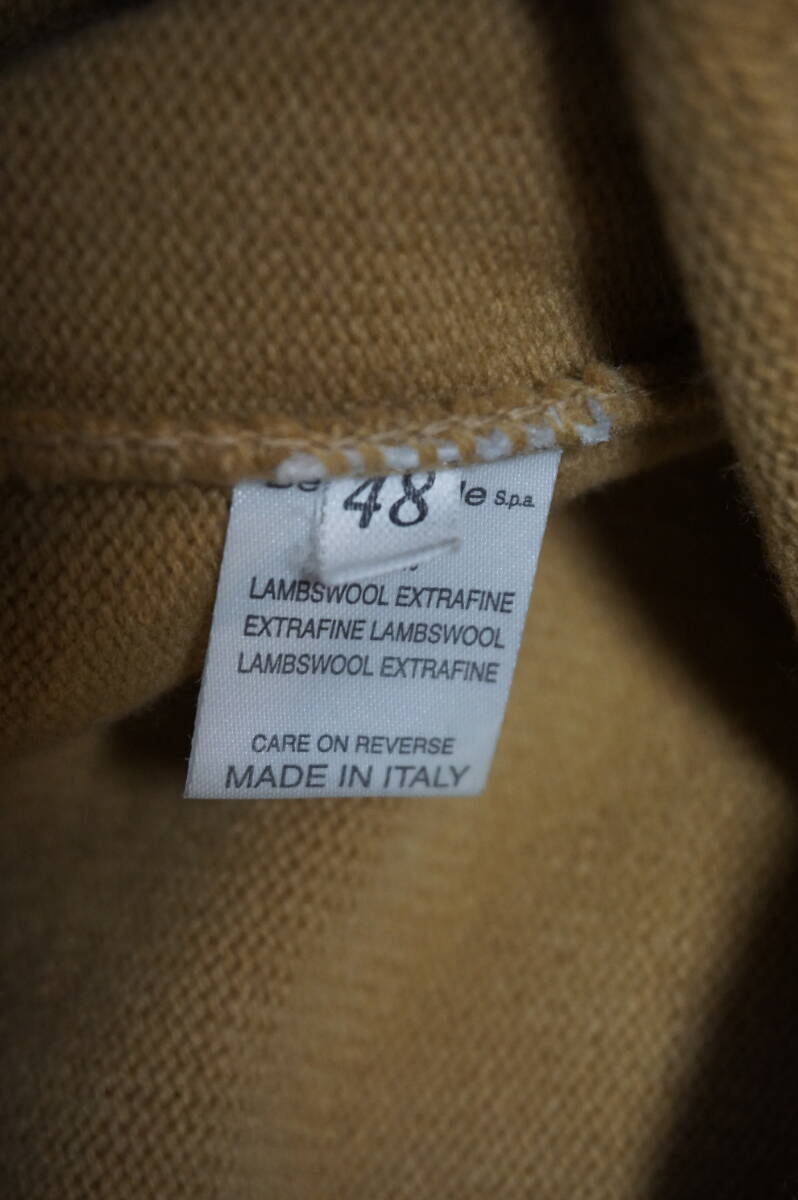 48
S.p.a.
LAMBSWOOL EXTRAFINE
EXTRAFINE LAMBSWOOL
LAMBSWOOL EXTRAFINE
CARE ON REVERSE
MADE IN ITALY